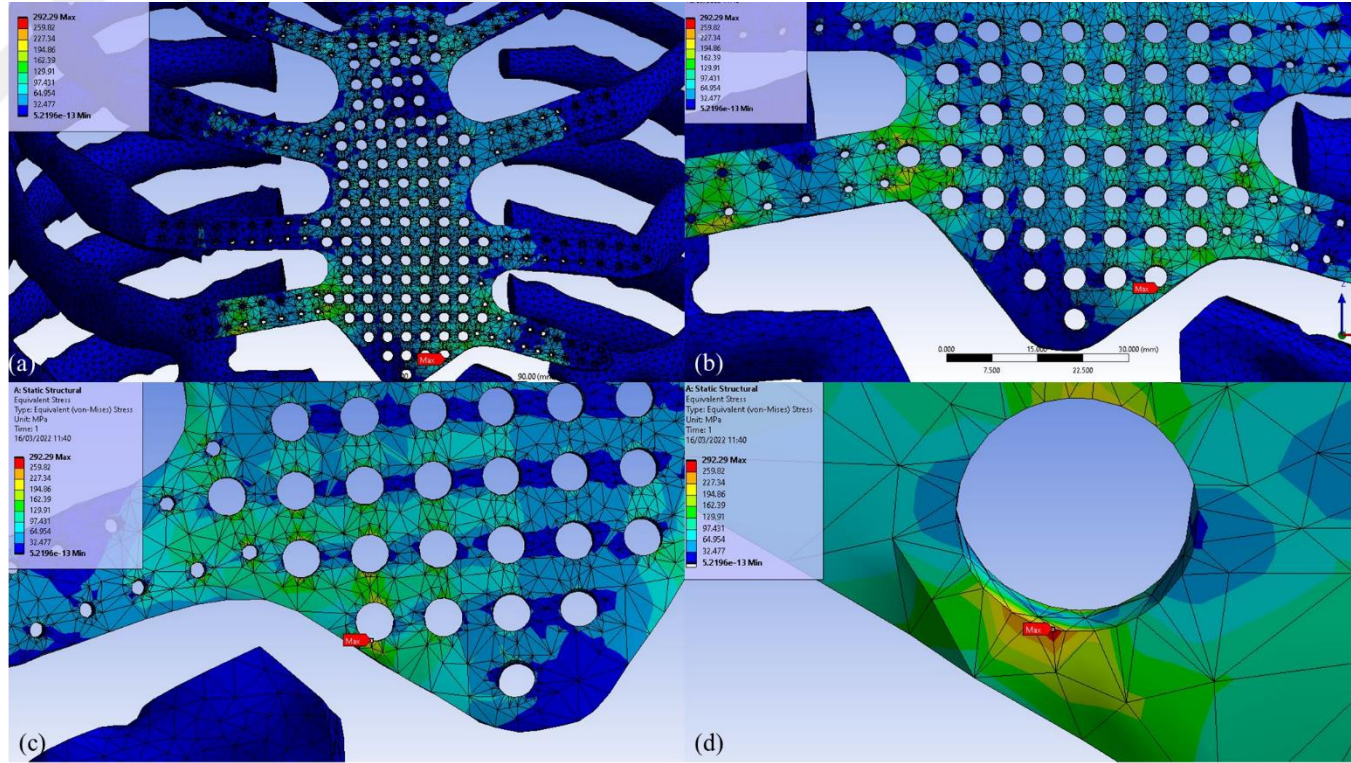 292.29 Max
259.82
227.34
194.86
162.39
129.91
97.431
64.954
32.477
5.2196e-13 Min
Max
90.00 (mm)
(a)
292.29 Max
259.82
227.34
194.86
162.39
129.91
97.431
64.954
32.477
5.2196e-13 Min
Max
Z
0.000
15.000
30.000 (mm)
7.500
22.500
(b)
A: Static Structural
Equivalent Stress
Type: Equivalent (von-Mises) Stress
Unit: MPa
Time: 1
16/03/2022 11:40
292.29 Max
259.82
227.34
194.86
162.39
129.91
97.431
64.954
32.477
5.2196e-13 Min
Max
(c)
A: Static Structural
Equivalent Stress
Type: Equivalent (von-Mises) Stress
Unit: MPa
Time: 1
16/03/2022 11:40
292.29 Max
259.82
227.34
194.86
162.39
129.91
97.431
64.954
32.477
5.2196e-13 Min
Max
(d)